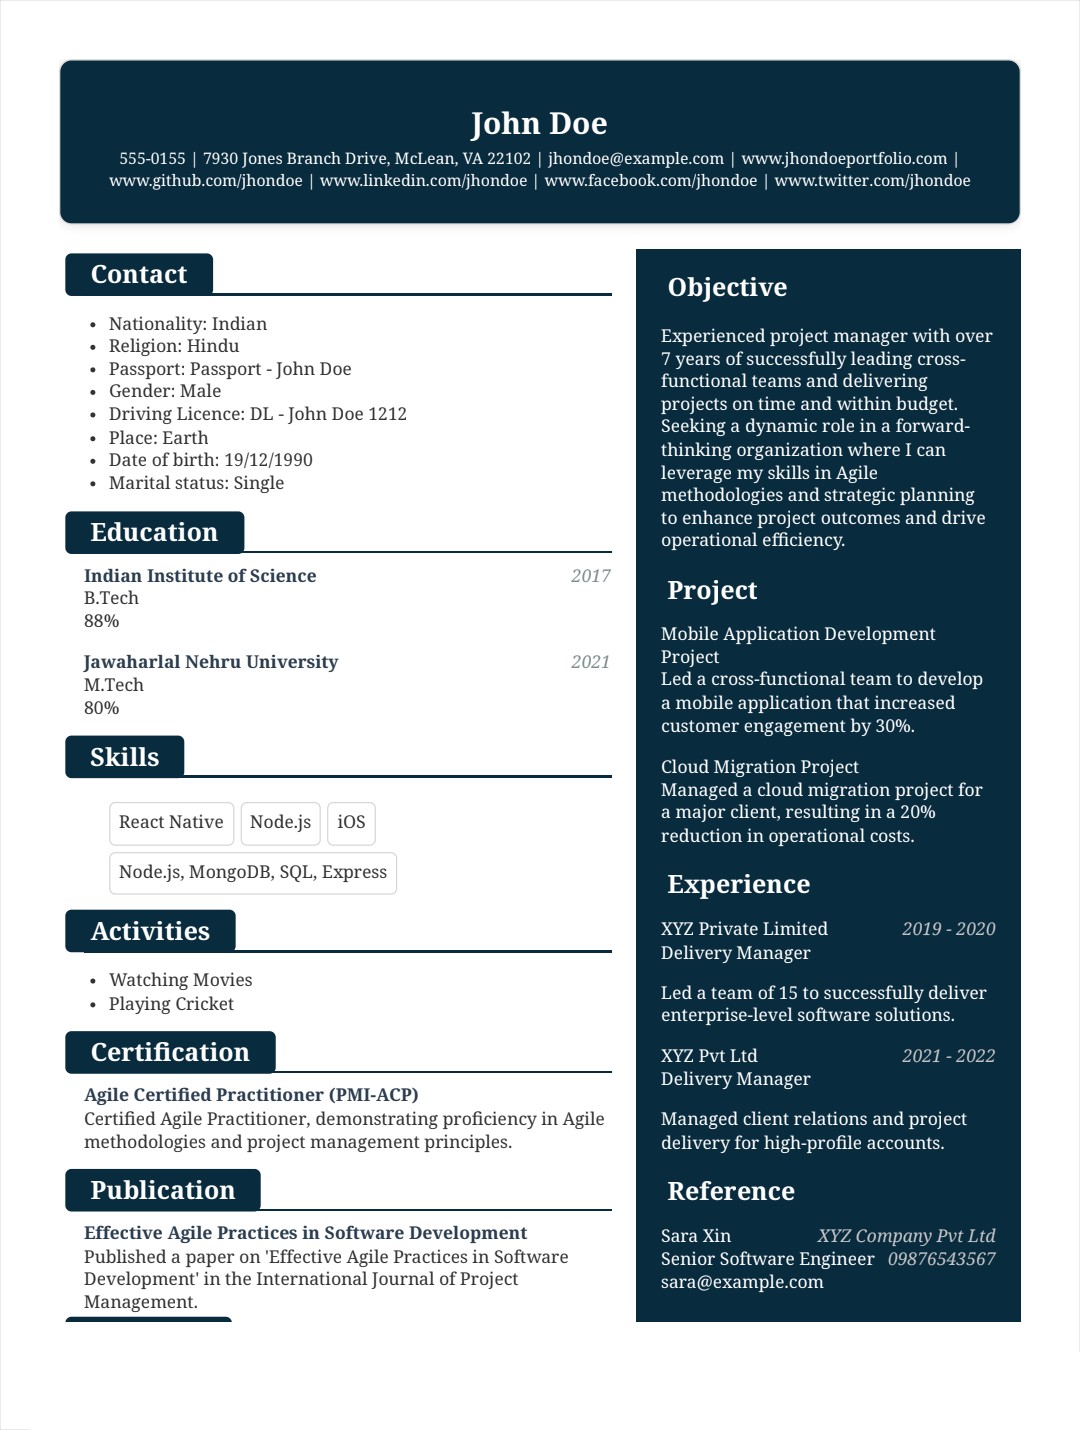 John Doe
555-0155 | 7930 Jones Branch Drive, McLean, VA 22102 | jhondoe@example.com | www.jhondoeportfolio.com |
www.github.com/jhondoe | www.linkedin.com/jhondoe | www.facebook.com/jhondoe | www.twitter.com/jhondoe
Contact
• Nationality: Indian
• Religion: Hindu
• Passport: Passport - John Doe
• Gender: Male
• Driving Licence: DL - John Doe 1212
• Place: Earth
• Date of birth: 19/12/1990
• Marital status: Single
Education
Indian Institute of Science 2017
B.Tech
88%
Jawaharlal Nehru University 2021
M.Tech
80%
Skills
React Native Node.js iOS
Node.js, MongoDB, SQL, Express
Activities
• Watching Movies
• Playing Cricket
Certification
Agile Certified Practitioner (PMI-ACP)
Certified Agile Practitioner, demonstrating proficiency in Agile
methodologies and project management principles.
Publication
Effective Agile Practices in Software Development
Published a paper on 'Effective Agile Practices in Software
Development' in the International Journal of Project
Management.
Objective
Experienced project manager with over
7 years of successfully leading cross-
functional teams and delivering
projects on time and within budget.
Seeking a dynamic role in a forward-
thinking organization where I can
leverage my skills in Agile
methodologies and strategic planning
to enhance project outcomes and drive
operational efficiency.
Project
Mobile Application Development
Project
Led a cross-functional team to develop
a mobile application that increased
customer engagement by 30%.
Cloud Migration Project
Managed a cloud migration project for
a major client, resulting in a 20%
reduction in operational costs.
Experience
XYZ Private Limited 2019 - 2020
Delivery Manager
Led a team of 15 to successfully deliver
enterprise-level software solutions.
XYZ Pvt Ltd 2021 - 2022
Delivery Manager
Managed client relations and project
delivery for high-profile accounts.
Reference
Sara Xin XYZ Company Pvt Ltd
Senior Software Engineer 09876543567
sara@example.com